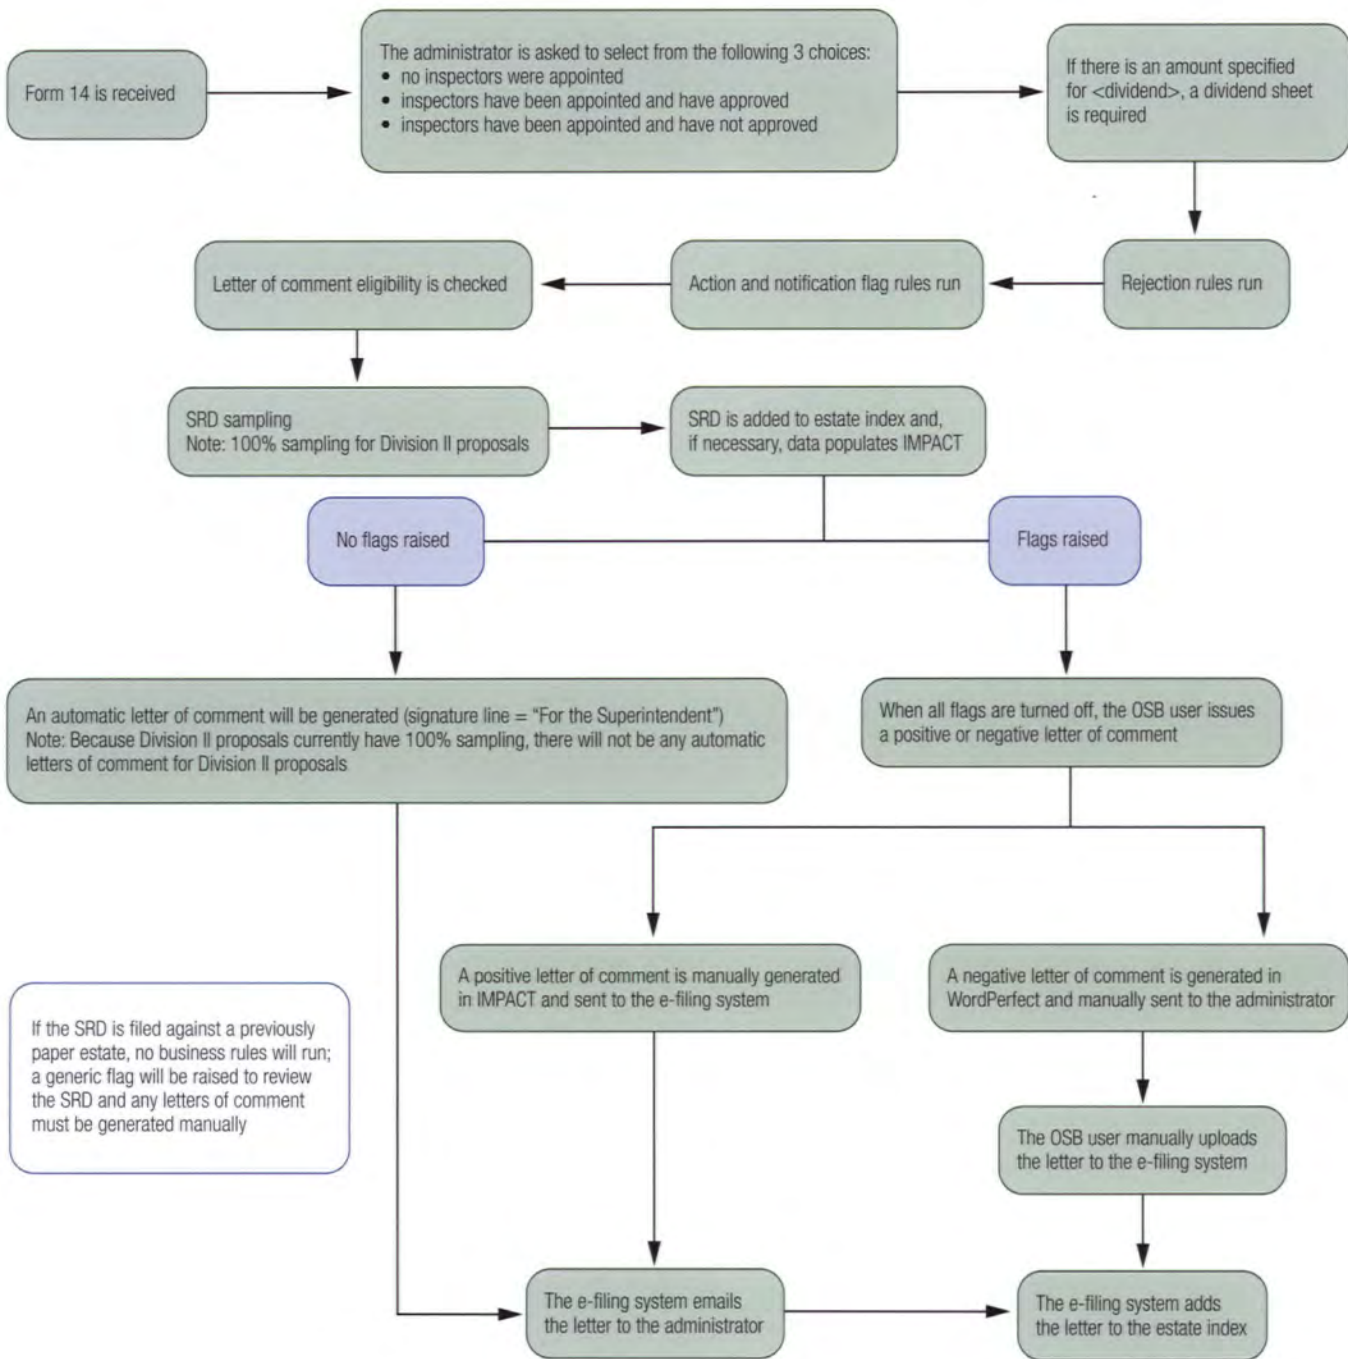 Form 14 is received
The administrator is asked to select from the following 3 choices:
• no inspectors were appointed
• inspectors have been appointed and have approved
• inspectors have been appointed and have not approved
If there is an amount specified
for <dividend>, a dividend sheet
is required
Rejection rules run
Action and notification flag rules run
Letter of comment eligibility is checked
SRD sampling
Note: 100% sampling for Division II proposals
SRD is added to estate index and,
if necessary, data populates IMPACT
No flags raised
Flags raised
An automatic letter of comment will be generated (signature line = “For the Superintendent”)
Note: Because Division II proposals currently have 100% sampling, there will not be any automatic
letters of comment for Division II proposals
When all flags are turned off, the OSB user issues
a positive or negative letter of comment
A positive letter of comment is manually generated
in IMPACT and sent to the e-filing system
A negative letter of comment is generated in
WordPerfect and manually sent to the administrator
If the SRD is filed against a previously
paper estate, no business rules will run;
a generic flag will be raised to review
the SRD and any letters of comment
must be generated manually
The OSB user manually uploads
the letter to the e-filing system
The e-filing system emails
the letter to the administrator
The e-filing system adds
the letter to the estate index